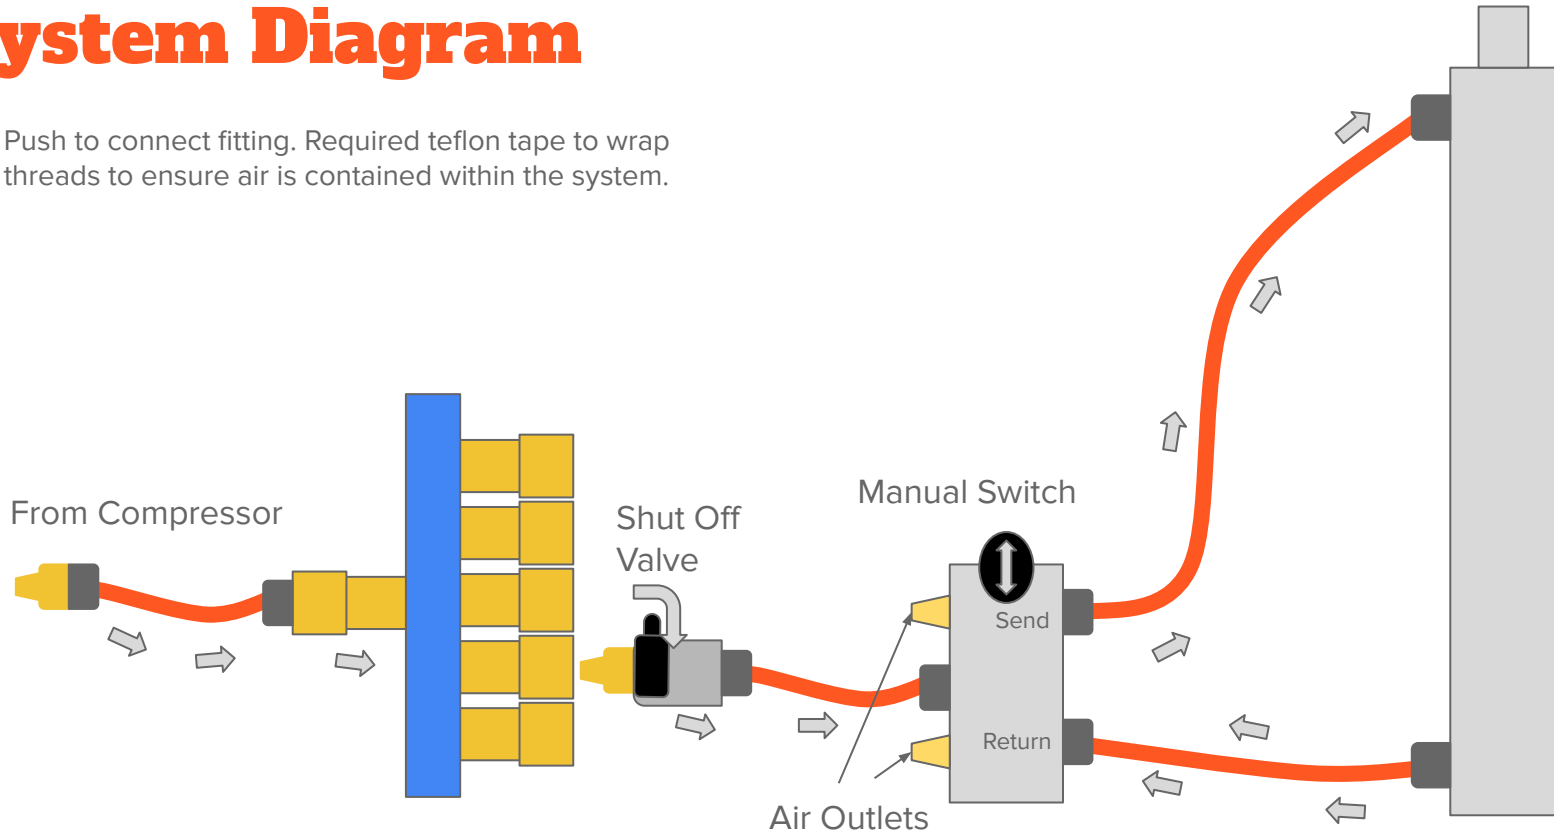 ystem Diagram
Push to connect fitting. Required teflon tape to wrap
threads to ensure air is contained within the system.
From Compressor
Shut Off
Valve
Manual Switch
Send
Return
Air Outlets